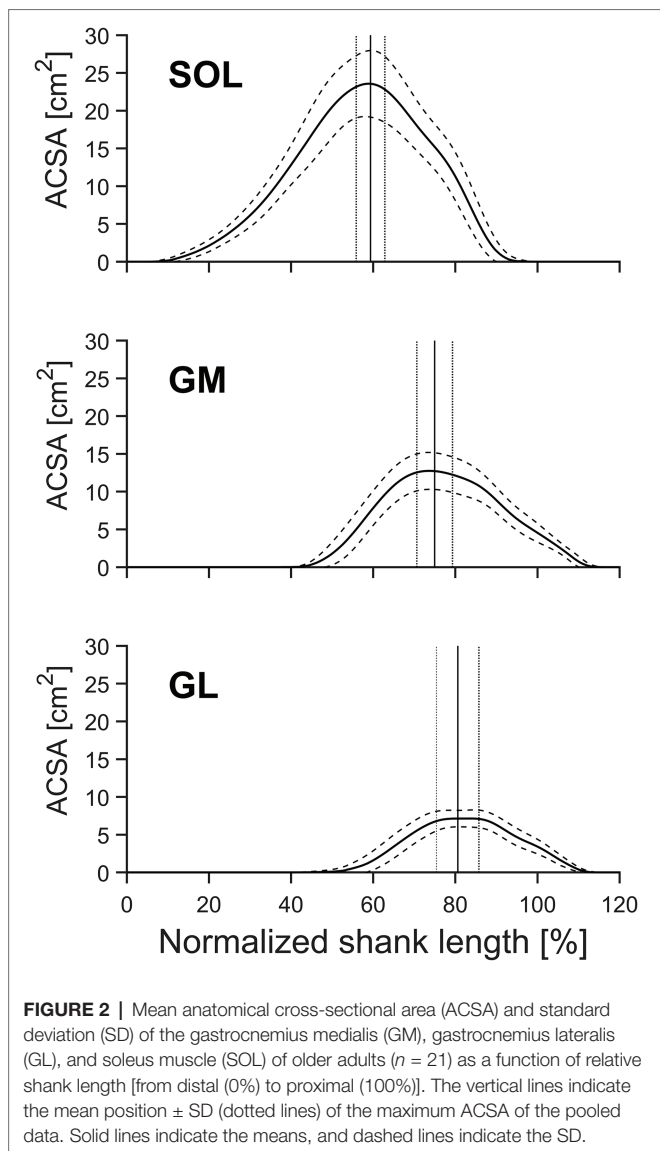 30
25
20
15
10
5
0
ACSA [cm²]
SOL
30
25
20
15
10
5
0
ACSA [cm²]
GM
30
25
20
15
10
5
0
ACSA [cm²]
GL
0 20 40 60 80 100 120
Normalized shank length [%]
FIGURE 2 | Mean anatomical cross-sectional area (ACSA) and standard
deviation (SD) of the gastrocnemius medialis (GM), gastrocnemius lateralis
(GL), and soleus muscle (SOL) of older adults (n = 21) as a function of relative
shank length [from distal (0%) to proximal (100%)]. The vertical lines indicate
the mean position ± SD (dotted lines) of the maximum ACSA of the pooled
data. Solid lines indicate the means, and dashed lines indicate the SD.